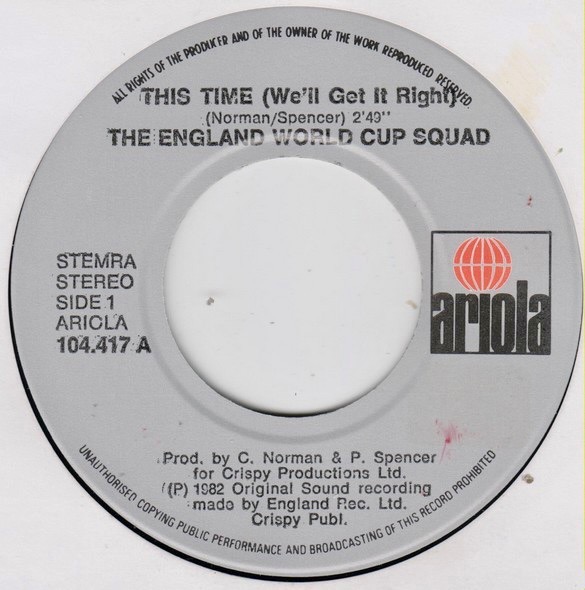 ALL RIGHTS OF THE PRODUCER AND OF THE OWNER OF THE WORK REPRODUCED RESERVED.
THIS TIME (We'll Get It Right)
(Norman/Spencer) 2'49"
THE ENGLAND WORLD CUP SQUAD
STEMRA
STEREO
SIDE 1
ARIOLA
104.417 A
ariola
Prod. by C. Norman & P. Spencer
for Crispy Productions Ltd.
(P) 1982 Original Sound recording
made by England Rec. Ltd.
Crispy Publ.
UNAUTHORISED COPYING PUBLIC PERFORMANCE AND BROADCASTING OF THIS RECORD PROHIBITED